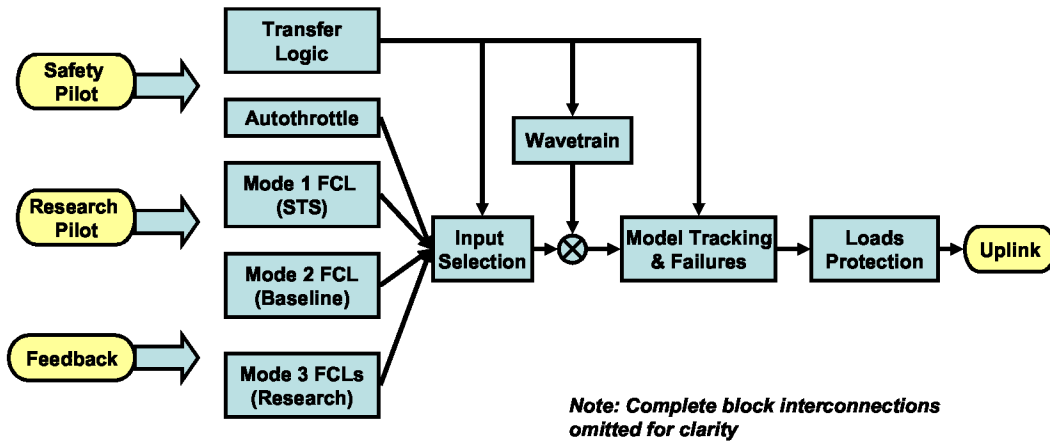 Safety
Pilot
Research
Pilot
Feedback
Transfer
Logic
Autothrottle
Mode 1 FCL
(STS)
Mode 2 FCL
(Baseline)
Mode 3 FCLs
(Research)
Input
Selection
Wavetrain
Model Tracking
& Failures
Loads
Protection
Uplink
Note: Complete block interconnections
omitted for clarity